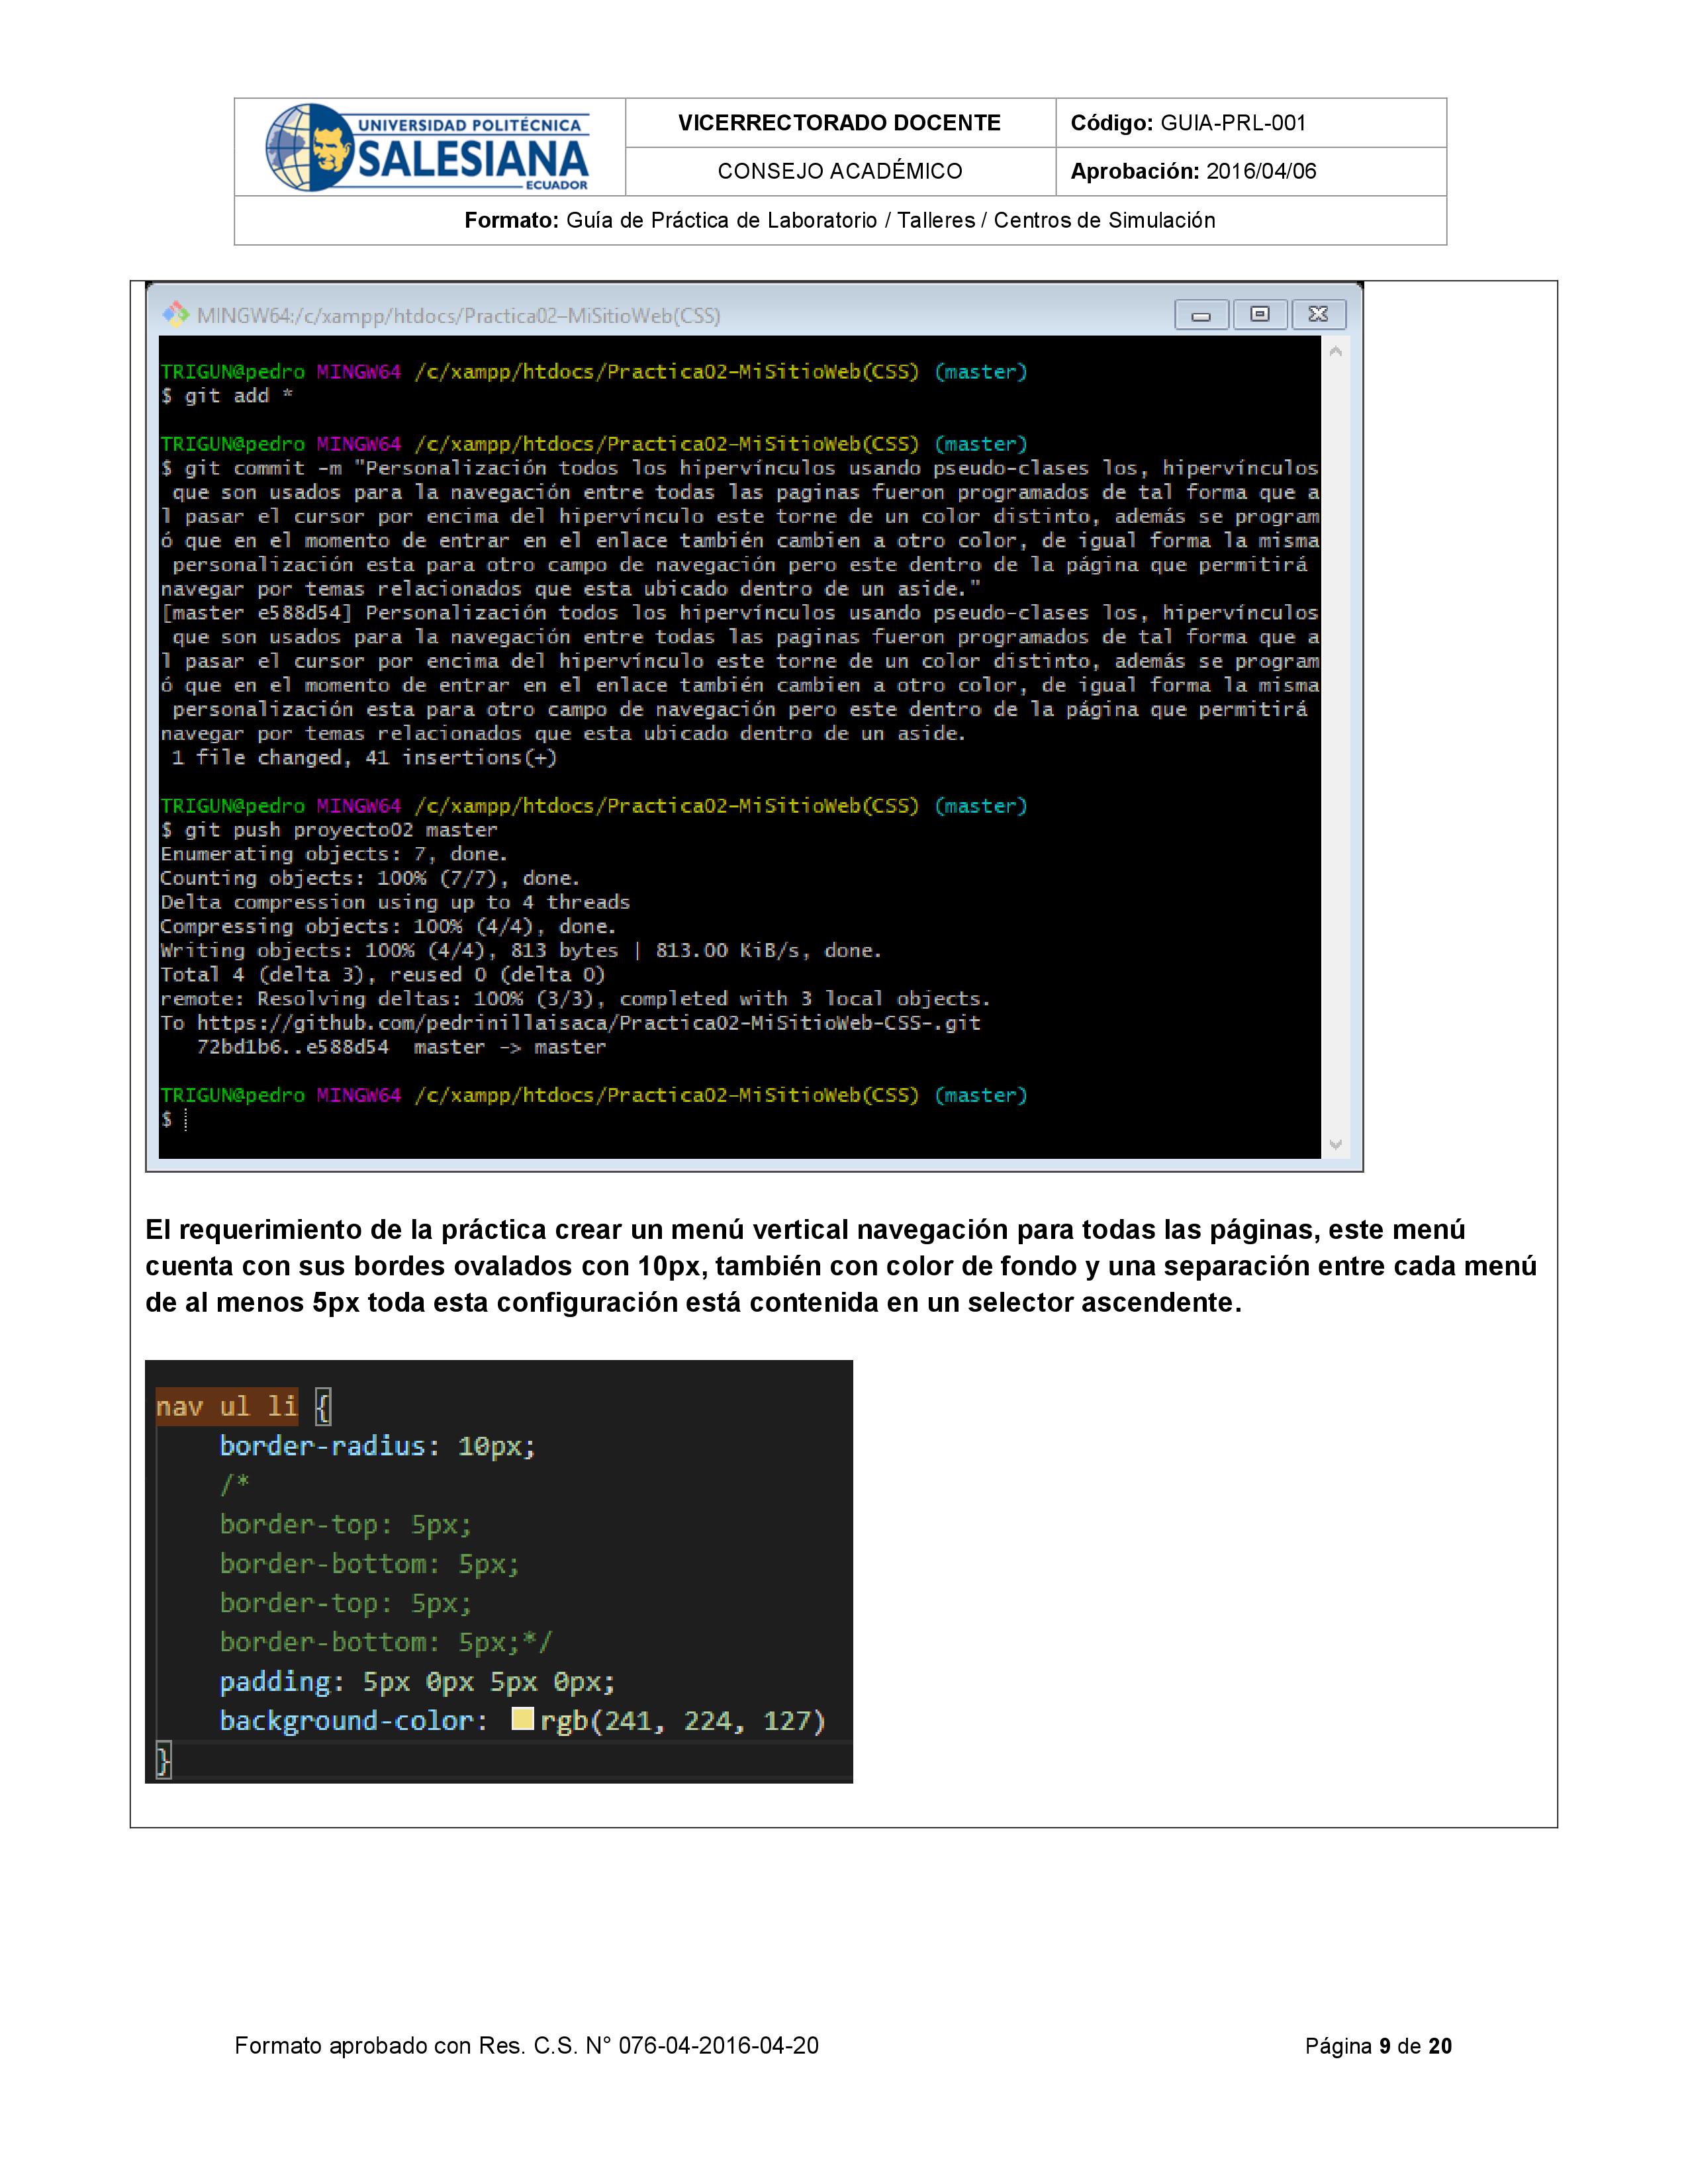 UNIVERSIDAD POLITÉCNICA
SALESIANA
ECUADOR
VICERRECTORADO DOCENTE
Código: GUIA-PRL-001
CONSEJO ACADÉMICO
Aprobación: 2016/04/06
Formato: Guía de Práctica de Laboratorio / Talleres / Centros de Simulación
MINGW64:/c/xampp/htdocs/Practica02-MiSitioWeb(CSS)
TRIGUN@pedro MINGW64 /c/xampp/htdocs/Practica02-MiSitioWeb(CSS) (master)
$ git add *
TRIGUN@pedro MINGW64 /c/xampp/htdocs/Practica02-MiSitioWeb(CSS) (master)
$ git commit -m "Personalización todos los hipervínculos usando pseudo-clases los, hipervínculos
que son usados para la navegación entre todas las paginas fueron programados de tal forma que a
l pasar el cursor por encima del hipervínculo este torne de un color distinto, además se program
ó que en el momento de entrar en el enlace también cambien a otro color, de igual forma la misma
personalización esta para otro campo de navegación pero este dentro de la página que permitirá
navegar por temas relacionados que esta ubicado dentro de un aside."
[master e588d54] Personalización todos los hipervínculos usando pseudo-clases los, hipervínculos
que son usados para la navegación entre todas las paginas fueron programados de tal forma que a
l pasar el cursor por encima del hipervínculo este torne de un color distinto, además se program
ó que en el momento de entrar en el enlace también cambien a otro color, de igual forma la misma
personalización esta para otro campo de navegación pero este dentro de la página que permitirá
navegar por temas relacionados que esta ubicado dentro de un aside.
1 file changed, 41 insertions(+)
TRIGUN@pedro MINGW64 /c/xampp/htdocs/Practica02-MiSitioWeb(CSS) (master)
$ git push proyecto02 master
Enumerating objects: 7, done.
Counting objects: 100% (7/7), done.
Delta compression using up to 4 threads
Compressing objects: 100% (4/4), done.
Writing objects: 100% (4/4), 813 bytes | 813.00 KiB/s, done.
Total 4 (delta 3), reused 0 (delta 0)
remote: Resolving deltas: 100% (3/3), completed with 3 local objects.
To https://github.com/pedrinillaisaca/Practica02-MiSitioWeb-CSS-.git
72bd1b6..e588d54 master -> master
TRIGUN@pedro MINGW64 /c/xampp/htdocs/Practica02-MiSitioWeb(CSS) (master)
$
El requerimiento de la práctica crear un menú vertical navegación para todas las páginas, este menú
cuenta con sus bordes ovalados con 10px, también con color de fondo y una separación entre cada menú
de al menos 5px toda esta configuración está contenida en un selector ascendente.
nav ul li {
border-radius: 10px;
/*
border-top: 5px;
border-bottom: 5px;
border-top: 5px;
border-bottom: 5px;*/
padding: 5px 0px 5px 0px;
background-color: rgb(241, 224, 127)
}
Formato aprobado con Res. C.S. N° 076-04-2016-04-20
Página 9 de 20